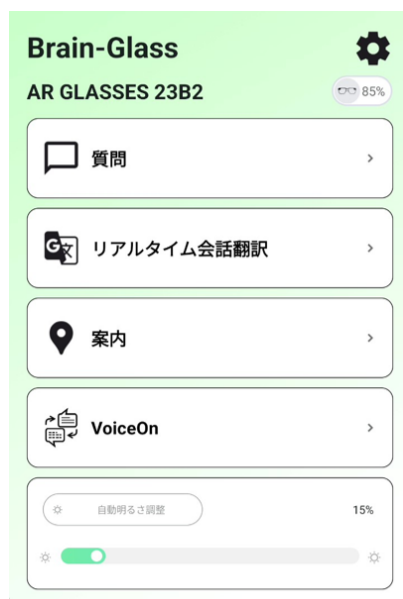 Brain-Glass
AR GLASSES 23B2
85%
質問
リアルタイム会話翻訳
案内
VoiceOn
自動明るさ調整
15%